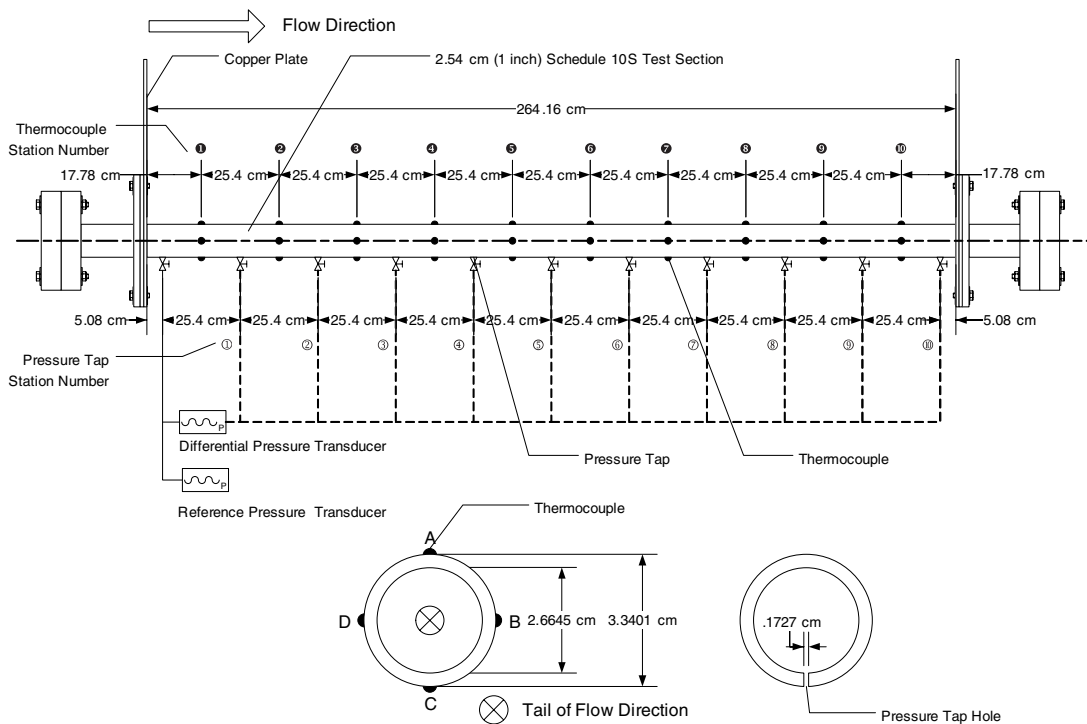 Flow Direction
Copper Plate
2.54 cm (1 inch) Schedule 10S Test Section
264.16 cm
Thermocouple
Station Number
❶ ❷ ❸ ❹ ❺ ❻ ❼ ❽ ❾ ❿
17.78 cm 25.4 cm 25.4 cm 25.4 cm 25.4 cm 25.4 cm 25.4 cm 25.4 cm 25.4 cm 25.4 cm 17.78 cm
5.08 cm 25.4 cm 25.4 cm 25.4 cm 25.4 cm 25.4 cm 25.4 cm 25.4 cm 25.4 cm 25.4 cm 25.4 cm 5.08 cm
① ② ③ ④ ⑤ ⑥ ⑦ ⑧ ⑨ ⑩
Pressure Tap
Station Number
P
Differential Pressure Transducer
Pressure Tap
Thermocouple
P
Reference Pressure Transducer
Thermocouple
A
D
B
C
2.6645 cm
3.3401 cm
.1727 cm
Tail of Flow Direction
Pressure Tap Hole